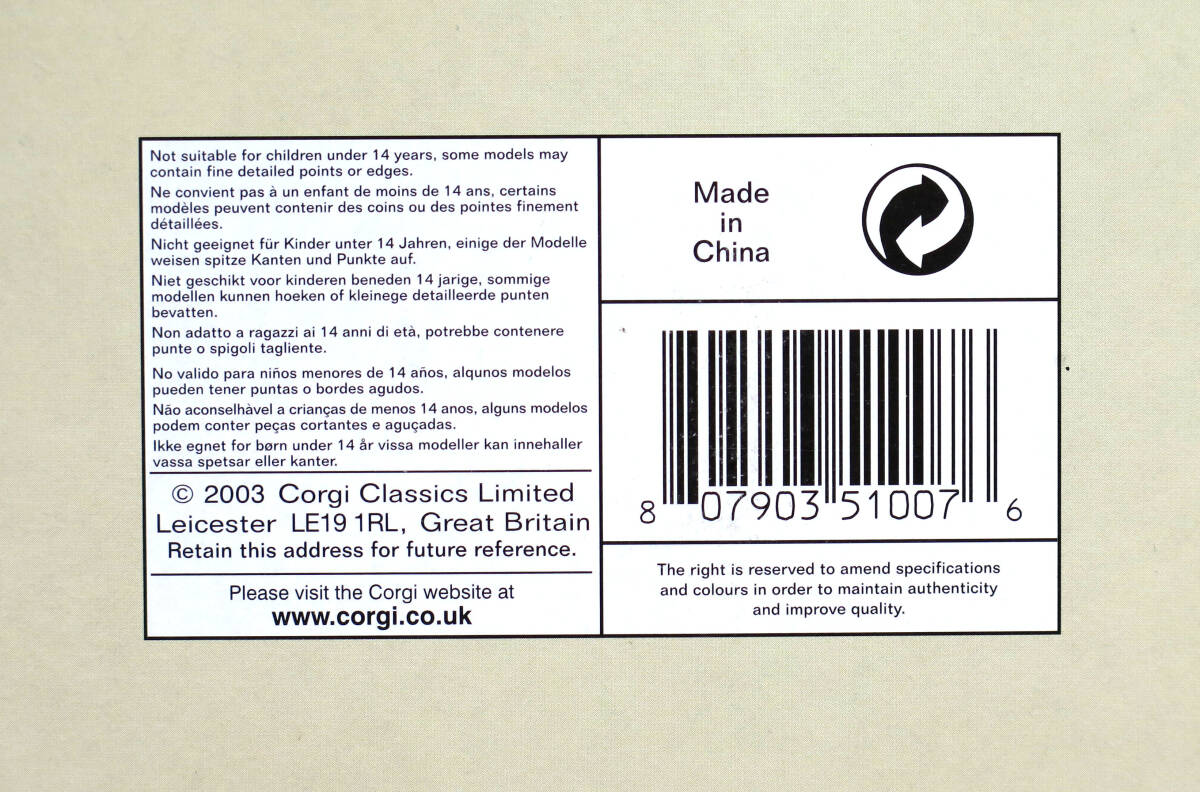 Not suitable for children under 14 years, some models may
contain fine detailed points or edges.
Ne convient pas à un enfant de moins de 14 ans, certains
modèles peuvent contenir des coins ou des pointes finement
détaillées.
Nicht geeignet für Kinder unter 14 Jahren, einige der Modelle
weisen spitze Kanten und Punkte auf.
Niet geschikt voor kinderen beneden 14 jarige, sommige
modellen kunnen hoeken of kleinege detailleerde punten
bevatten.
Non adatto a ragazzi ai 14 anni di età, potrebbe contenere
punte o spigoli tagliente.
No valido para niños menores de 14 años, alqunos modelos
pueden tener puntas o bordes agudos.
Não aconselhàvel a crianças de menos 14 anos, alguns modelos
podem conter peças cortantes e aguçadas.
Ikke egnet for børn under 14 år vissa modeller kan innehaller
vassa spetsar eller kanter.
© 2003 Corgi Classics Limited
Leicester LE19 1RL, Great Britain
Retain this address for future reference.
Please visit the Corgi website at
www.corgi.co.uk
Made
in
China
8 07903 51007 6
The right is reserved to amend specifications
and colours in order to maintain authenticity
and improve quality.